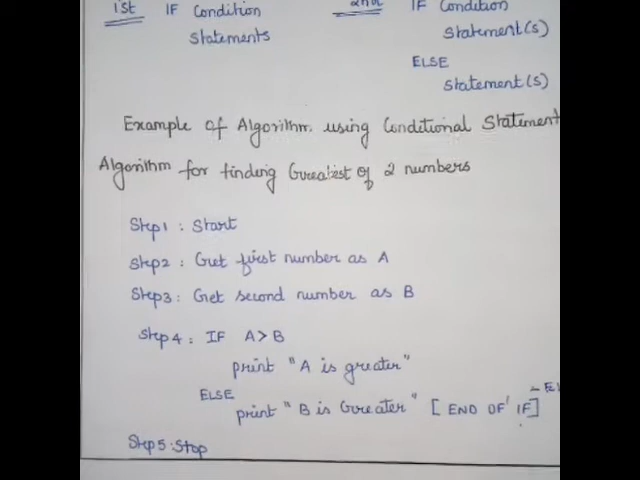 1st IF Condition 2nd IF Condition
Statements Statement(s)
ELSE
Statement(s)
Example of Algorithm using Conditional Statement
Algorithm for finding Greatest of 2 numbers
Step1 : Start
Step2 : Get first number as A
Step3 : Get second number as B
Step4 : IF A>B
print "A is greater"
ELSE
print "B is Greater" [END OF IF]
Step5 : Stop